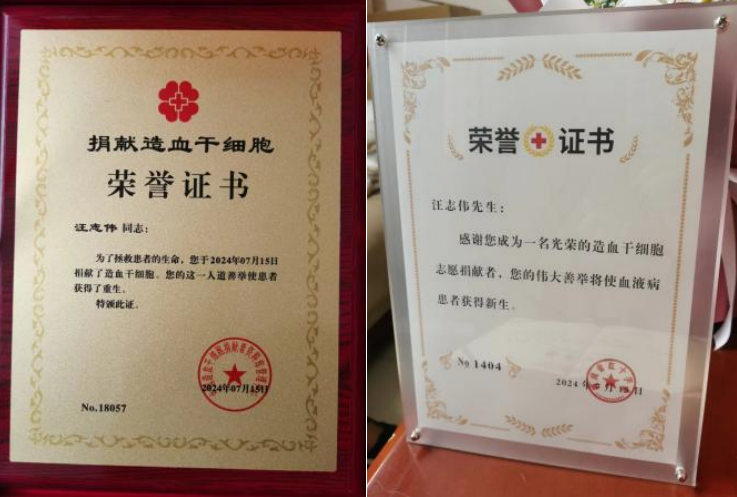 捐献造血干细胞
荣誉证书
汪志伟 同志：
为了拯救患者的生命，您于2024年07月15日
捐献了造血干细胞。您的这一人道善举使患者
获得了重生。
特颁此证。
2024年07月15日
No.18057
荣誉 证书
汪志伟先生：
感谢您成为一名光荣的造血干细胞
志愿捐献者，您的伟大善举将使血液病
患者获得新生。
№ 1404
2024 年